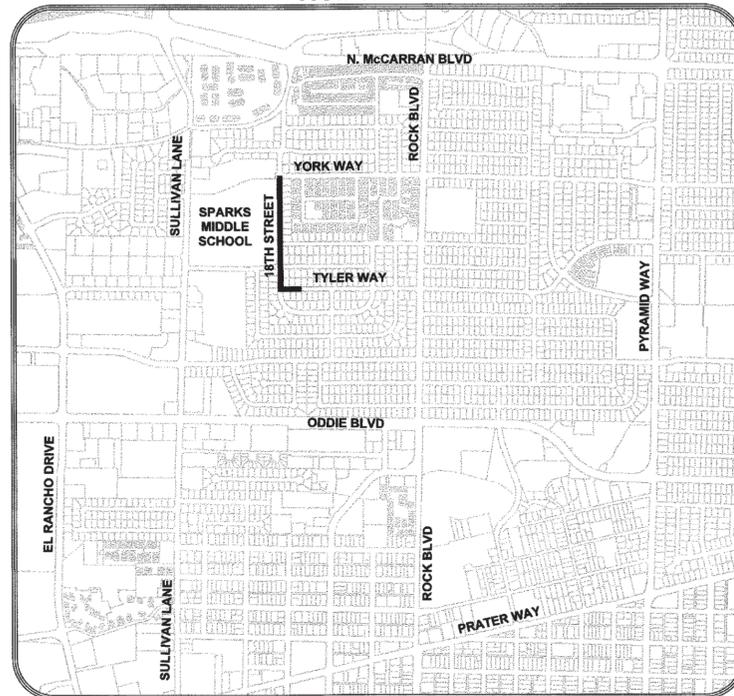 N. McCARRAN BLVD
ROCK BLVD
SULLIVAN LANE
YORK WAY
SPARKS
MIDDLE
SCHOOL
18TH STREET
TYLER WAY
PYRAMID WAY
ODDIE BLVD
EL RANCHO DRIVE
ROCK BLVD
SULLIVAN LANE
PRATER WAY